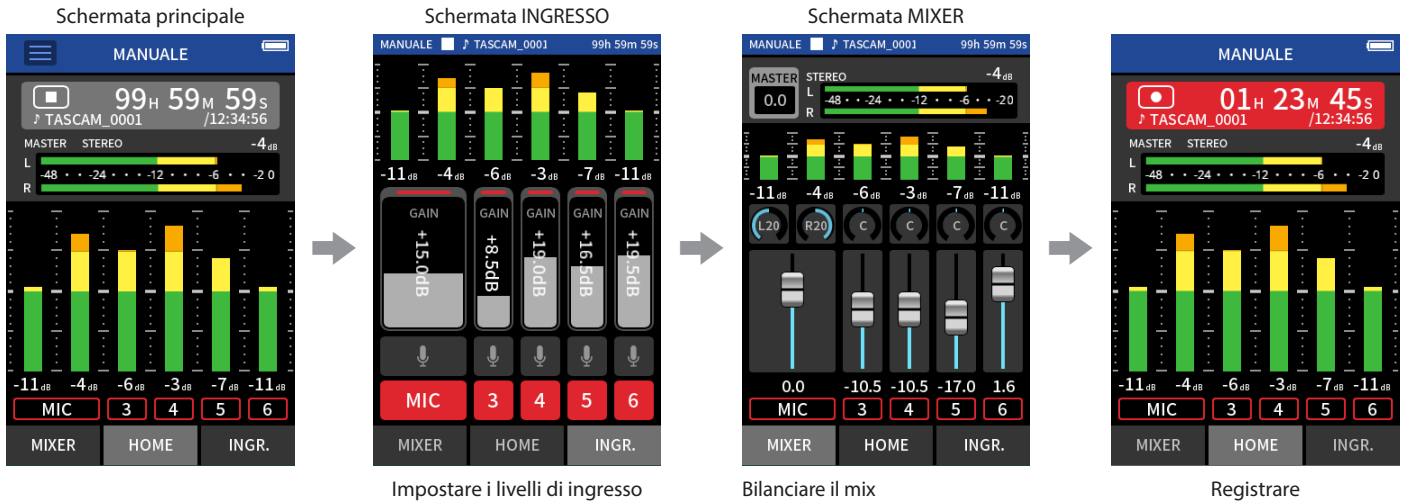 Schermata principale
MANUALE
99H 59M 59s
♪ TASCAM_0001 /12:34:56
MASTER STEREO -4dB
L
-48 • • -24 • • • • -12 • • • -6 • • -2 0
R
-11dB -4dB -6dB -3dB -7dB -11dB
MIC 3 4 5 6
MIXER HOME INGR.
Schermata INGRESSO
MANUALE ♪ TASCAM_0001 99h 59m 59s
-11dB -4dB -6dB -3dB -7dB -11dB
GAIN GAIN GAIN GAIN GAIN
+15.0dB +8.5dB +19.0dB +16.5dB +19.5dB
MIC 3 4 5 6
MIXER HOME INGR.
Impostare i livelli di ingresso
Schermata MIXER
MANUALE ♪ TASCAM_0001 99h 59m 59s
MASTER STEREO -4dB
0.0
L
-48 • • -24 • • • -12 • • -6 • • -20
R
-11dB -4dB -6dB -3dB -7dB -11dB
L20 R20 C C C C
0.0 -10.5 -10.5 -17.0 1.6
MIC 3 4 5 6
MIXER HOME INGR.
Bilanciare il mix
MANUALE
01H 23M 45s
♪ TASCAM_0001 /12:34:56
MASTER STEREO -4dB
L
-48 • • -24 • • • • -12 • • • -6 • • -2 0
R
-11dB -4dB -6dB -3dB -7dB -11dB
MIC 3 4 5 6
MIXER HOME INGR.
Registrare